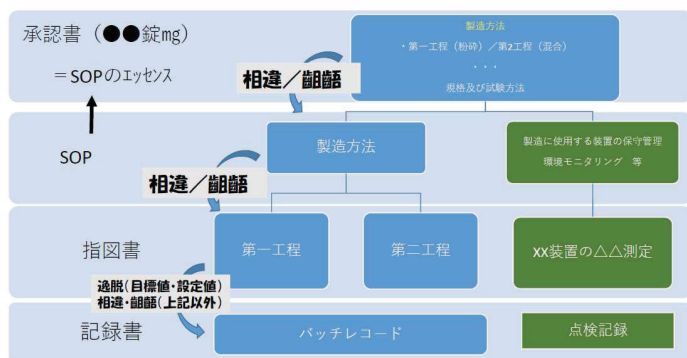 承認書（●●錠mg）
＝SOPのエッセンス
製造方法
・第一工程（粉砕）／第2工程（混合）
・・・
規格及び試験方法
相違／齟齬
SOP
製造方法
製造に使用する装置の保守管理
環境モニタリング　等
相違／齟齬
指図書
第一工程
第二工程
XX装置の△△測定
逸脱(目標値・設定値)
相違・齟齬(上記以外)
記録書
バッチレコード
点検記録